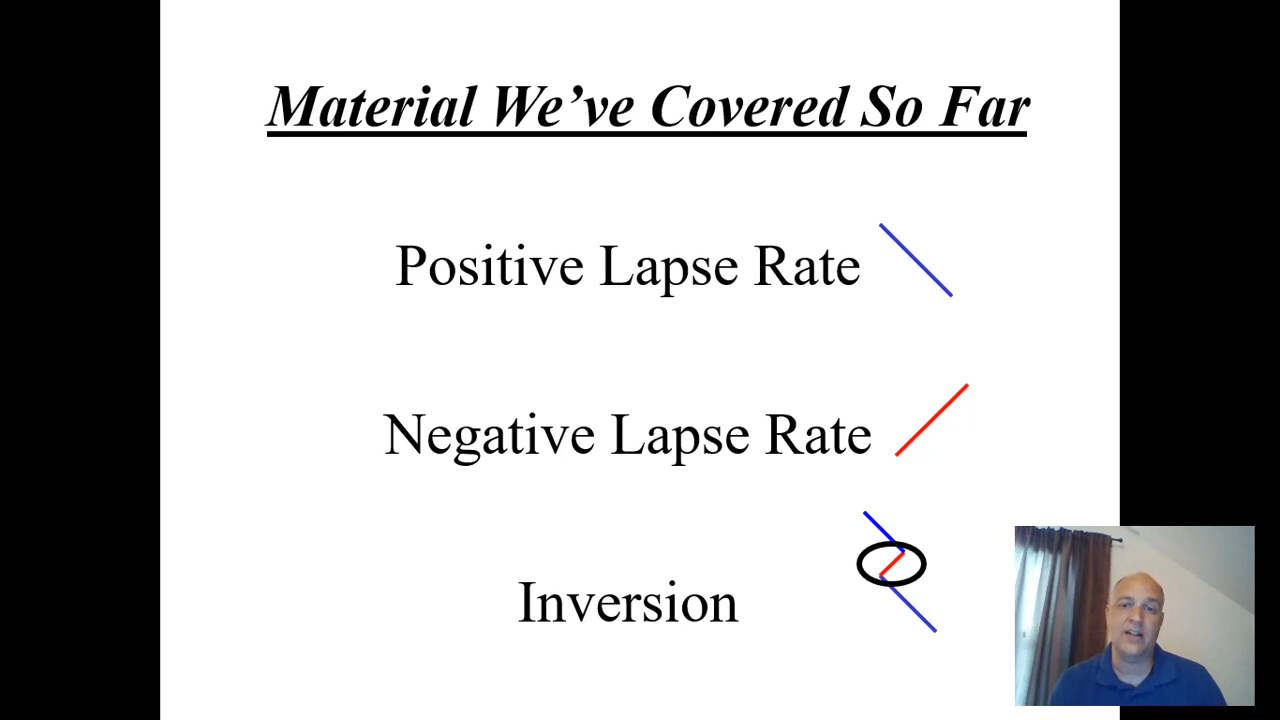 Material We’ve Covered So Far
Positive Lapse Rate
Negative Lapse Rate
Inversion